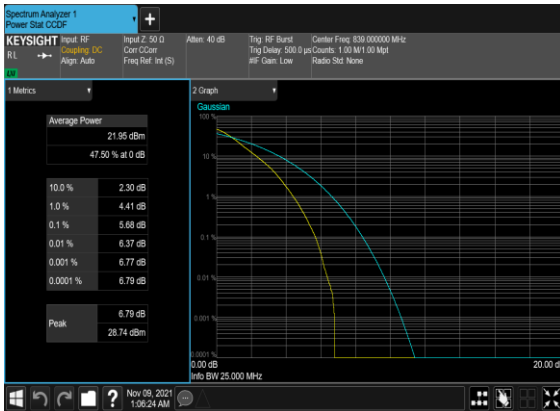 Spectrum Analyzer 1
Power Stat CCDF
+
KEYSIGHT
RL
LW
Input: RF
Coupling: DC
Align: Auto
Input Z: 50 Ω
Corr CCorr
Freq Ref: Int (S)
Atten: 40 dB
Trig: RF Burst
Trig Delay: 500.0 µs
#IF Gain: Low
Center Freq: 839.000000 MHz
Counts: 1.00 M/1.00 Mpt
Radio Std: None
1 Metrics
Average Power
21.95 dBm
47.50 % at 0 dB
10.0 % 2.30 dB
1.0 % 4.41 dB
0.1 % 5.68 dB
0.01 % 6.37 dB
0.001 % 6.77 dB
0.0001 % 6.79 dB
Peak
6.79 dB
28.74 dBm
2 Graph
Gaussian
100 %
10 %
1 %
0.1 %
0.01 %
0.001 %
0.0001 %
0.00 dB
20.00 d
Info BW 25.000 MHz
?
Nov 09, 2021
1:06:24 AM